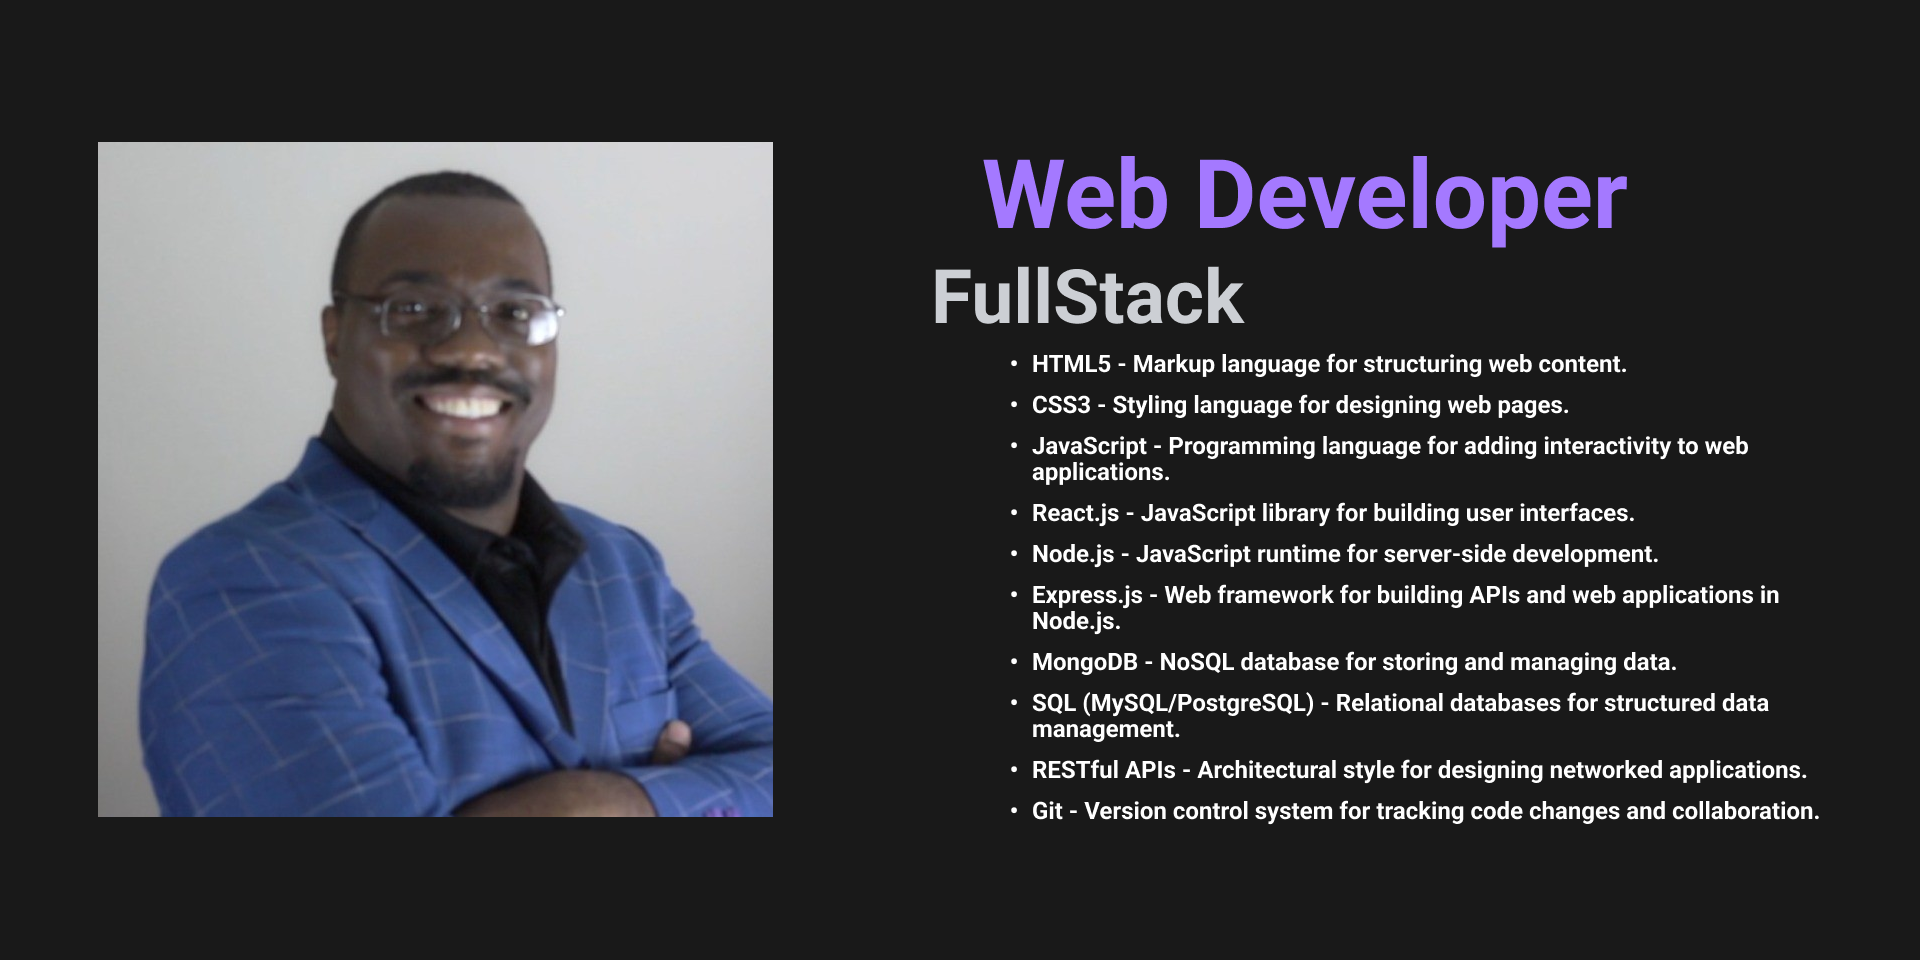 Web Developer
FullStack
• HTML5 - Markup language for structuring web content.
• CSS3 - Styling language for designing web pages.
• JavaScript - Programming language for adding interactivity to web
applications.
• React.js - JavaScript library for building user interfaces.
• Node.js - JavaScript runtime for server-side development.
• Express.js - Web framework for building APIs and web applications in
Node.js.
• MongoDB - NoSQL database for storing and managing data.
• SQL (MySQL/PostgreSQL) - Relational databases for structured data
management.
• RESTful APIs - Architectural style for designing networked applications.
• Git - Version control system for tracking code changes and collaboration.